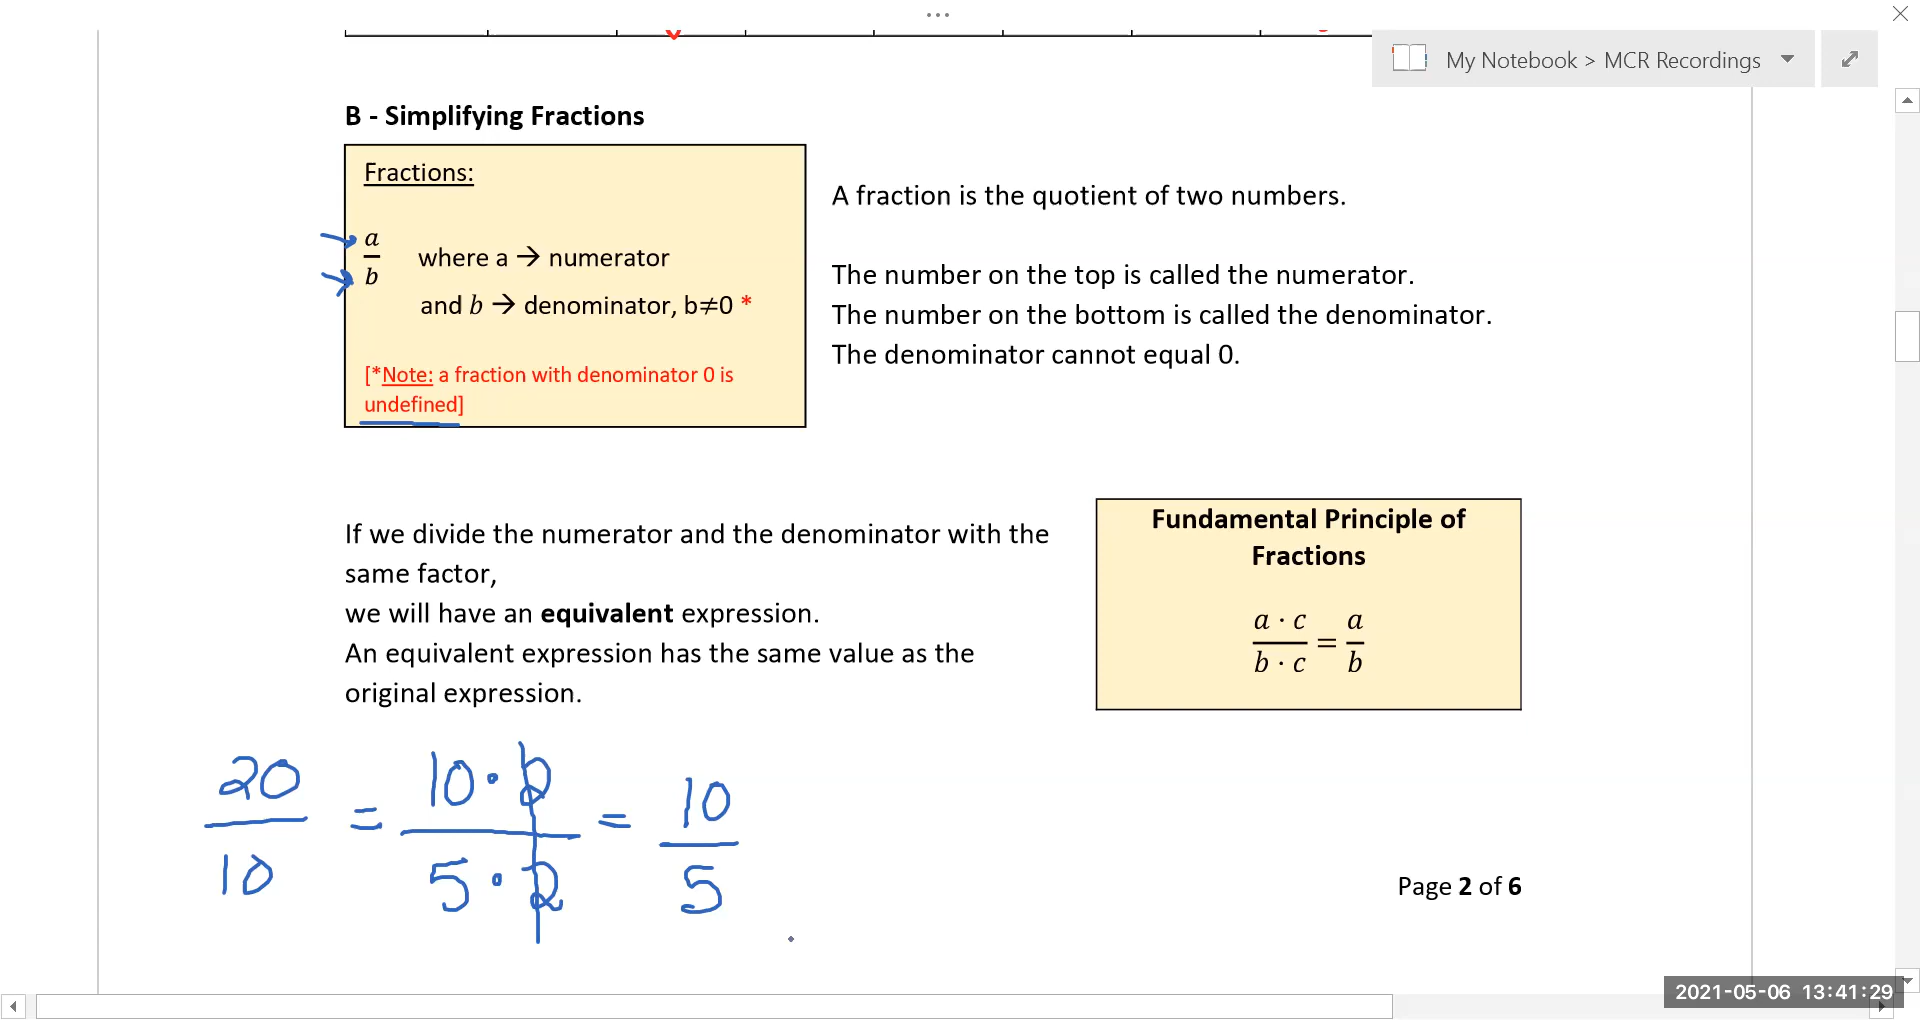 ...
My Notebook > MCR Recordings
B - Simplifying Fractions
Fractions:
a
b
where a → numerator
and b → denominator, b≠0 *
[*Note: a fraction with denominator 0 is
undefined]
A fraction is the quotient of two numbers.
The number on the top is called the numerator.
The number on the bottom is called the denominator.
The denominator cannot equal 0.
If we divide the numerator and the denominator with the
same factor,
we will have an equivalent expression.
An equivalent expression has the same value as the
original expression.
Fundamental Principle of
Fractions
a · c / b · c = a / b
20 / 10 = 10 · 2 / 5 · 2 = 10 / 5
Page 2 of 6
2021-05-06 13:41:29